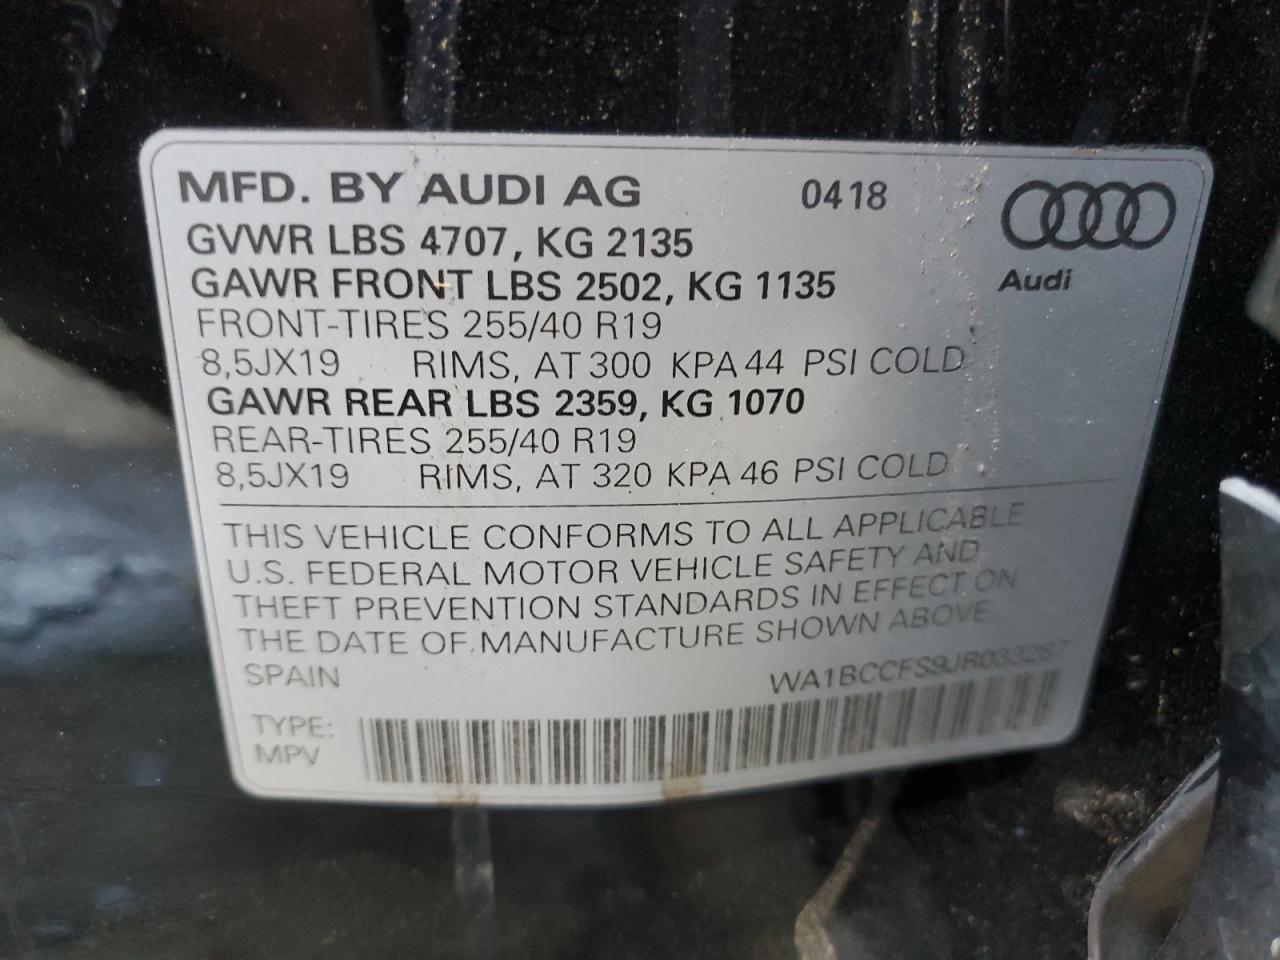 MFD. BY AUDI AG 0418
Audi
GVWR LBS 4707, KG 2135
GAWR FRONT LBS 2502, KG 1135
FRONT-TIRES 255/40 R19
8,5JX19 RIMS, AT 300 KPA 44 PSI COLD
GAWR REAR LBS 2359, KG 1070
REAR-TIRES 255/40 R19
8,5JX19 RIMS, AT 320 KPA 46 PSI COLD
THIS VEHICLE CONFORMS TO ALL APPLICABLE
U.S. FEDERAL MOTOR VEHICLE SAFETY AND
THEFT PREVENTION STANDARDS IN EFFECT ON
THE DATE OF MANUFACTURE SHOWN ABOVE
SPAIN WA1BCCFS9JR033287
TYPE:
MPV